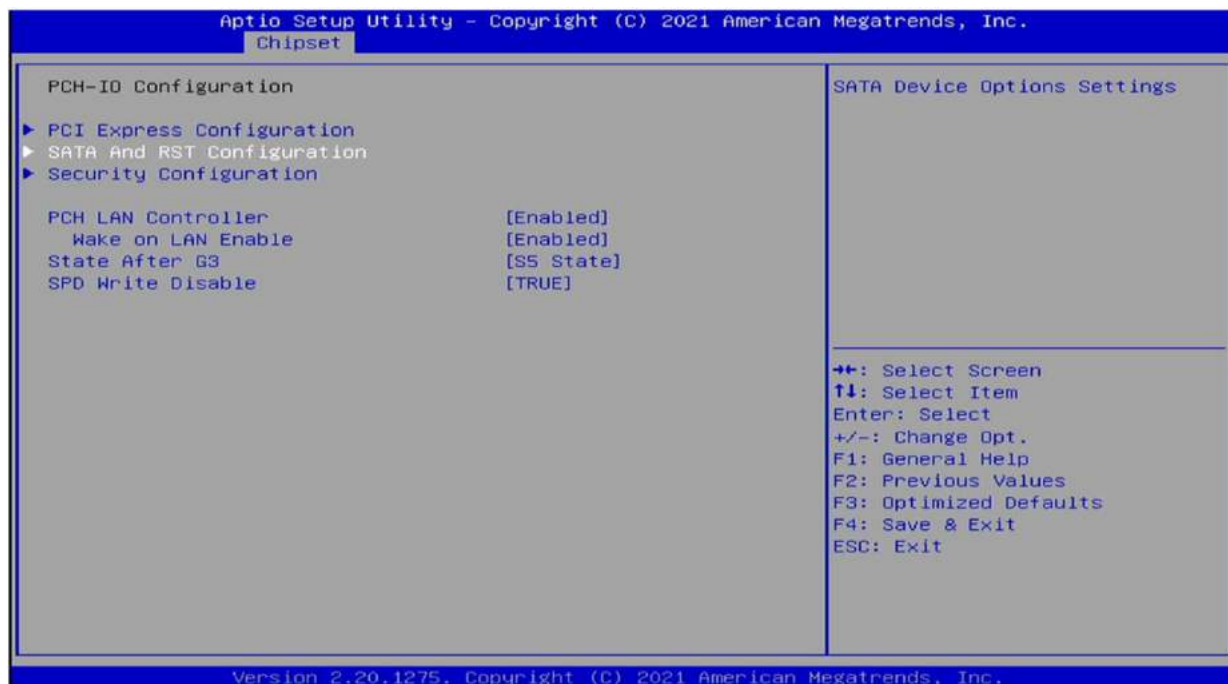 Aptio Setup Utility – Copyright (C) 2021 American Megatrends, Inc.
Chipset
PCH-IO Configuration
▶ PCI Express Configuration
▶ SATA And RST Configuration
▶ Security Configuration
PCH LAN Controller [Enabled]
Wake on LAN Enable [Enabled]
State After G3 [S5 State]
SPD Write Disable [TRUE]
SATA Device Options Settings
→←: Select Screen
↑↓: Select Item
Enter: Select
+/-: Change Opt.
F1: General Help
F2: Previous Values
F3: Optimized Defaults
F4: Save & Exit
ESC: Exit
Version 2.20.1275. Copyright (C) 2021 American Megatrends, Inc.